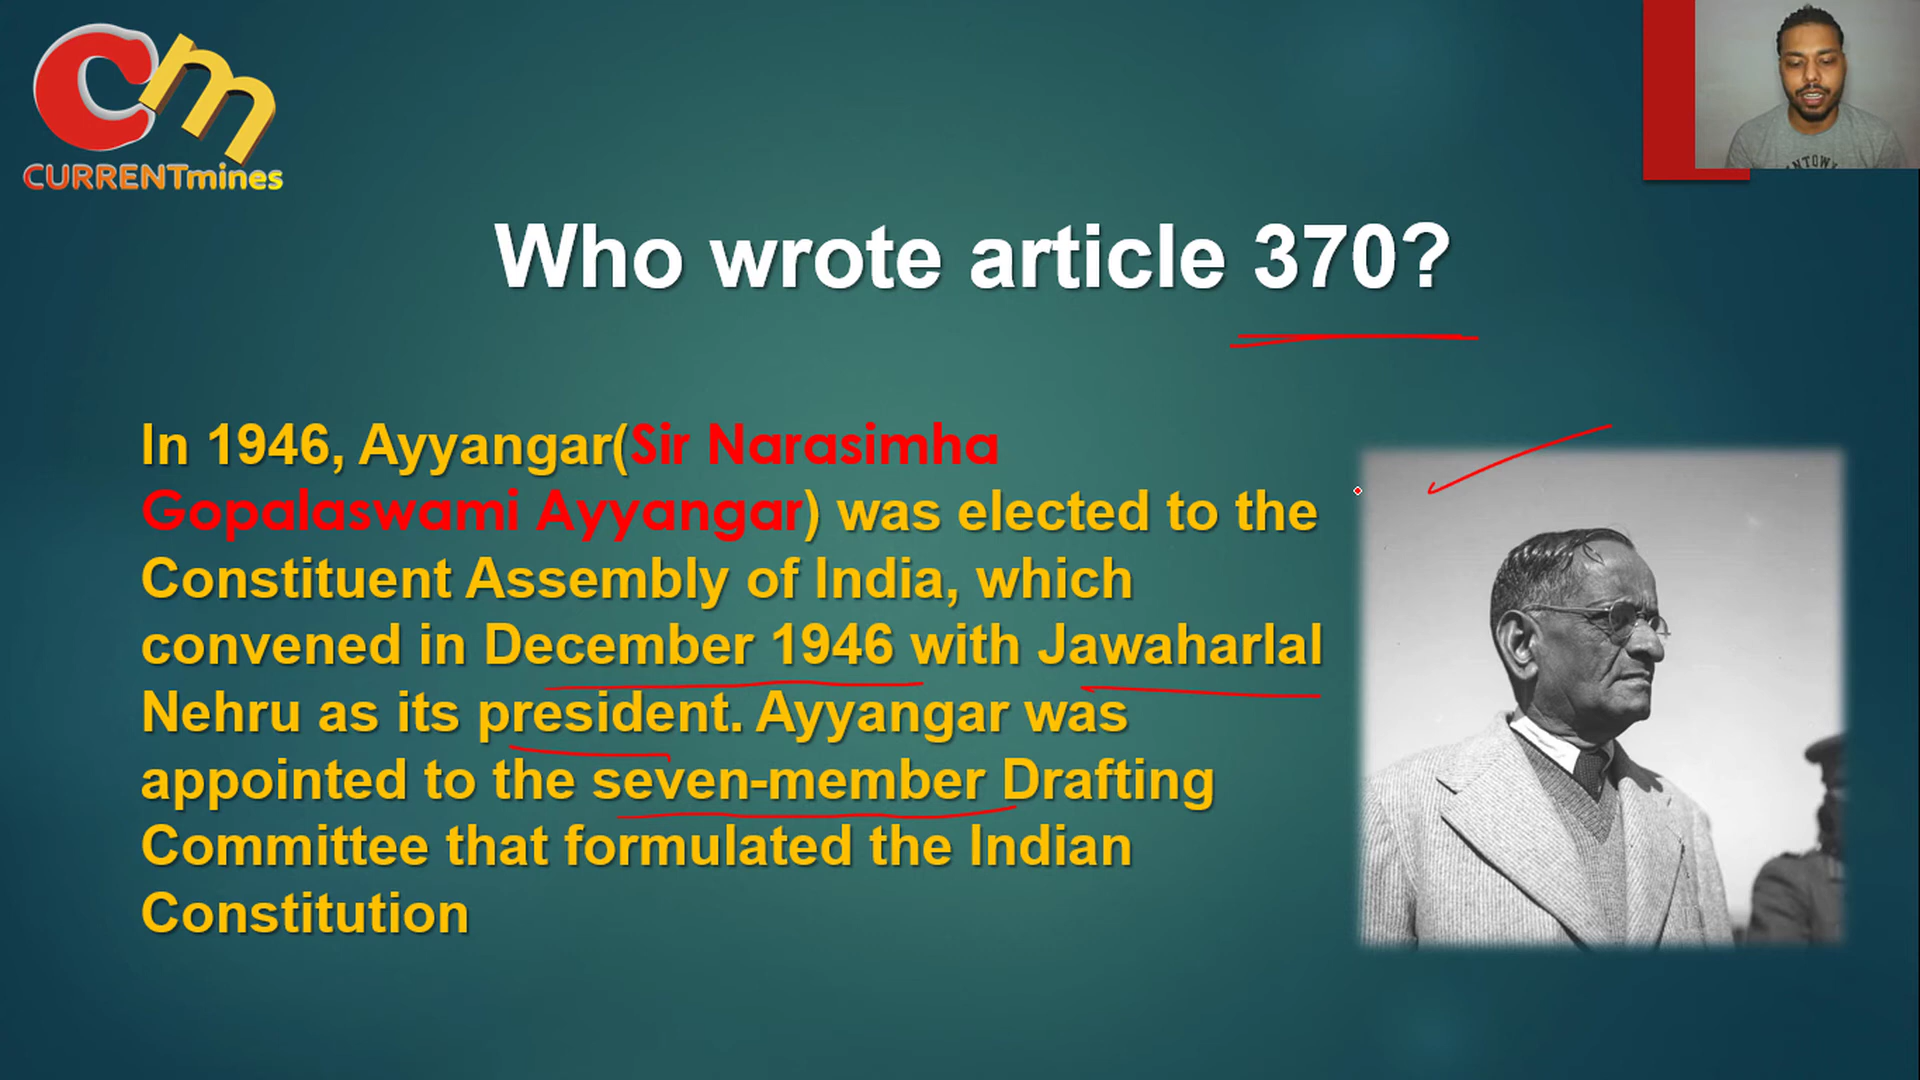 cm
CURRENTmines
NTOW
Who wrote article 370?
In 1946, Ayyangar(Sir Narasimha
Gopalaswami Ayyangar) was elected to the
Constituent Assembly of India, which
convened in December 1946 with Jawaharlal
Nehru as its president. Ayyangar was
appointed to the seven-member Drafting
Committee that formulated the Indian
Constitution